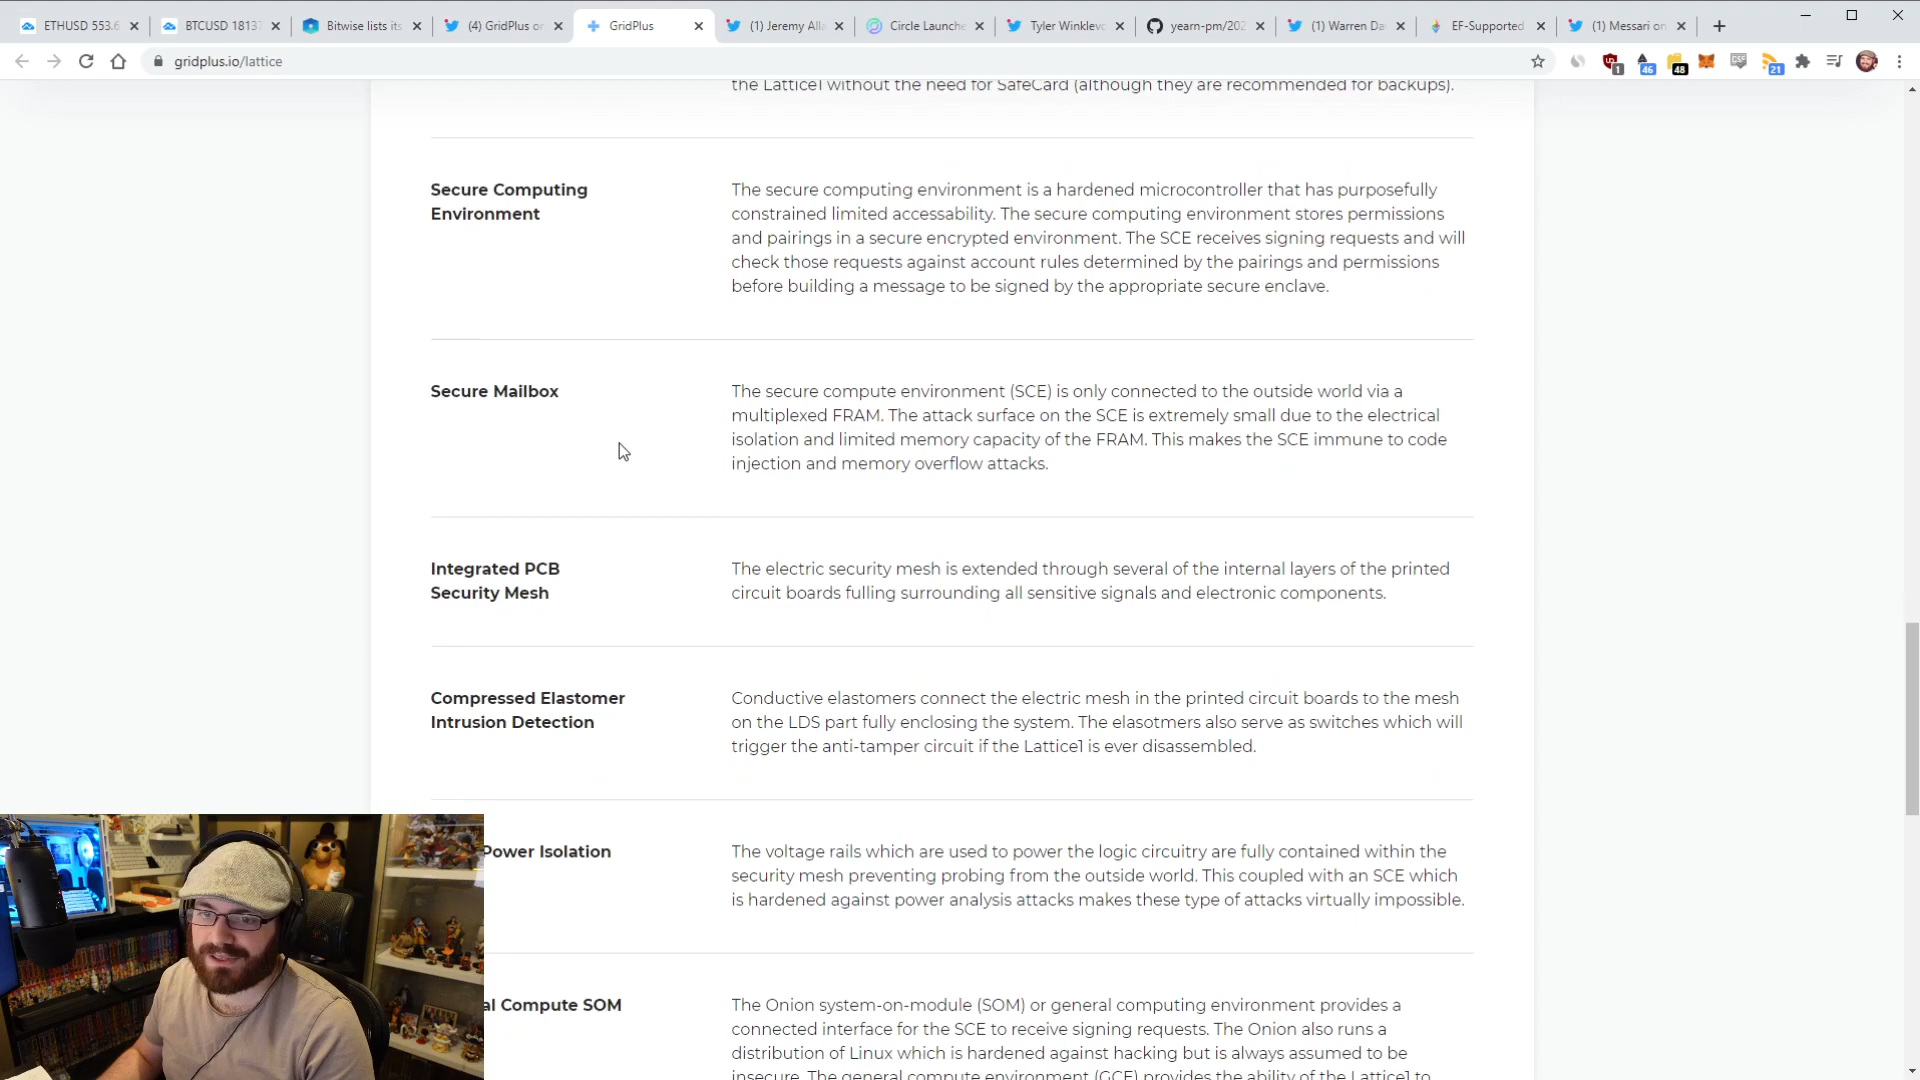 ETHUSD 553.6
BTCUSD 1813
Bitwise lists its
(4) GridPlus o
GridPlus
(1) Jeremy Alla
Circle Launche
Tyler Winklevo
yearn-pm/202
(1) Warren Da
EF-Supported
(1) Messari on
gridplus.io/lattice
1
46
48
21
the Lattice1 without the need for SafeCard (although they are recommended for backups).
Secure Computing
Environment
The secure computing environment is a hardened microcontroller that has purposefully
constrained limited accessability. The secure computing environment stores permissions
and pairings in a secure encrypted environment. The SCE receives signing requests and will
check those requests against account rules determined by the pairings and permissions
before building a message to be signed by the appropriate secure enclave.
Secure Mailbox
The secure compute environment (SCE) is only connected to the outside world via a
multiplexed FRAM. The attack surface on the SCE is extremely small due to the electrical
isolation and limited memory capacity of the FRAM. This makes the SCE immune to code
injection and memory overflow attacks.
Integrated PCB
Security Mesh
The electric security mesh is extended through several of the internal layers of the printed
circuit boards fulling surrounding all sensitive signals and electronic components.
Compressed Elastomer
Intrusion Detection
Conductive elastomers connect the electric mesh in the printed circuit boards to the mesh
on the LDS part fully enclosing the system. The elasotmers also serve as switches which will
trigger the anti-tamper circuit if the Lattice1 is ever disassembled.
Power Isolation
The voltage rails which are used to power the logic circuitry are fully contained within the
security mesh preventing probing from the outside world. This coupled with an SCE which
is hardened against power analysis attacks makes these type of attacks virtually impossible.
al Compute SOM
The Onion system-on-module (SOM) or general computing environment provides a
connected interface for the SCE to receive signing requests. The Onion also runs a
distribution of Linux which is hardened against hacking but is always assumed to be
insecure. The general compute environment (GCE) provides the ability of the Lattice1 to